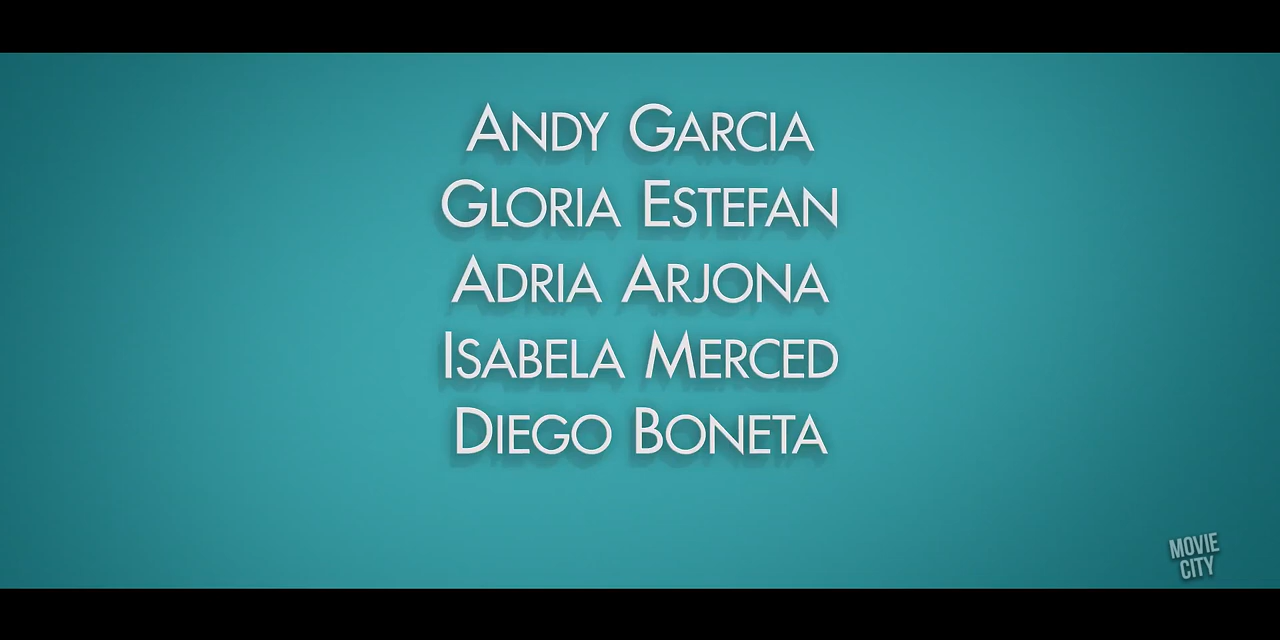 ANDY GARCIA
GLORIA ESTEFAN
ADRIA ARJONA
ISABELA MERCED
DIEGO BONETA
MOVIE
CITY